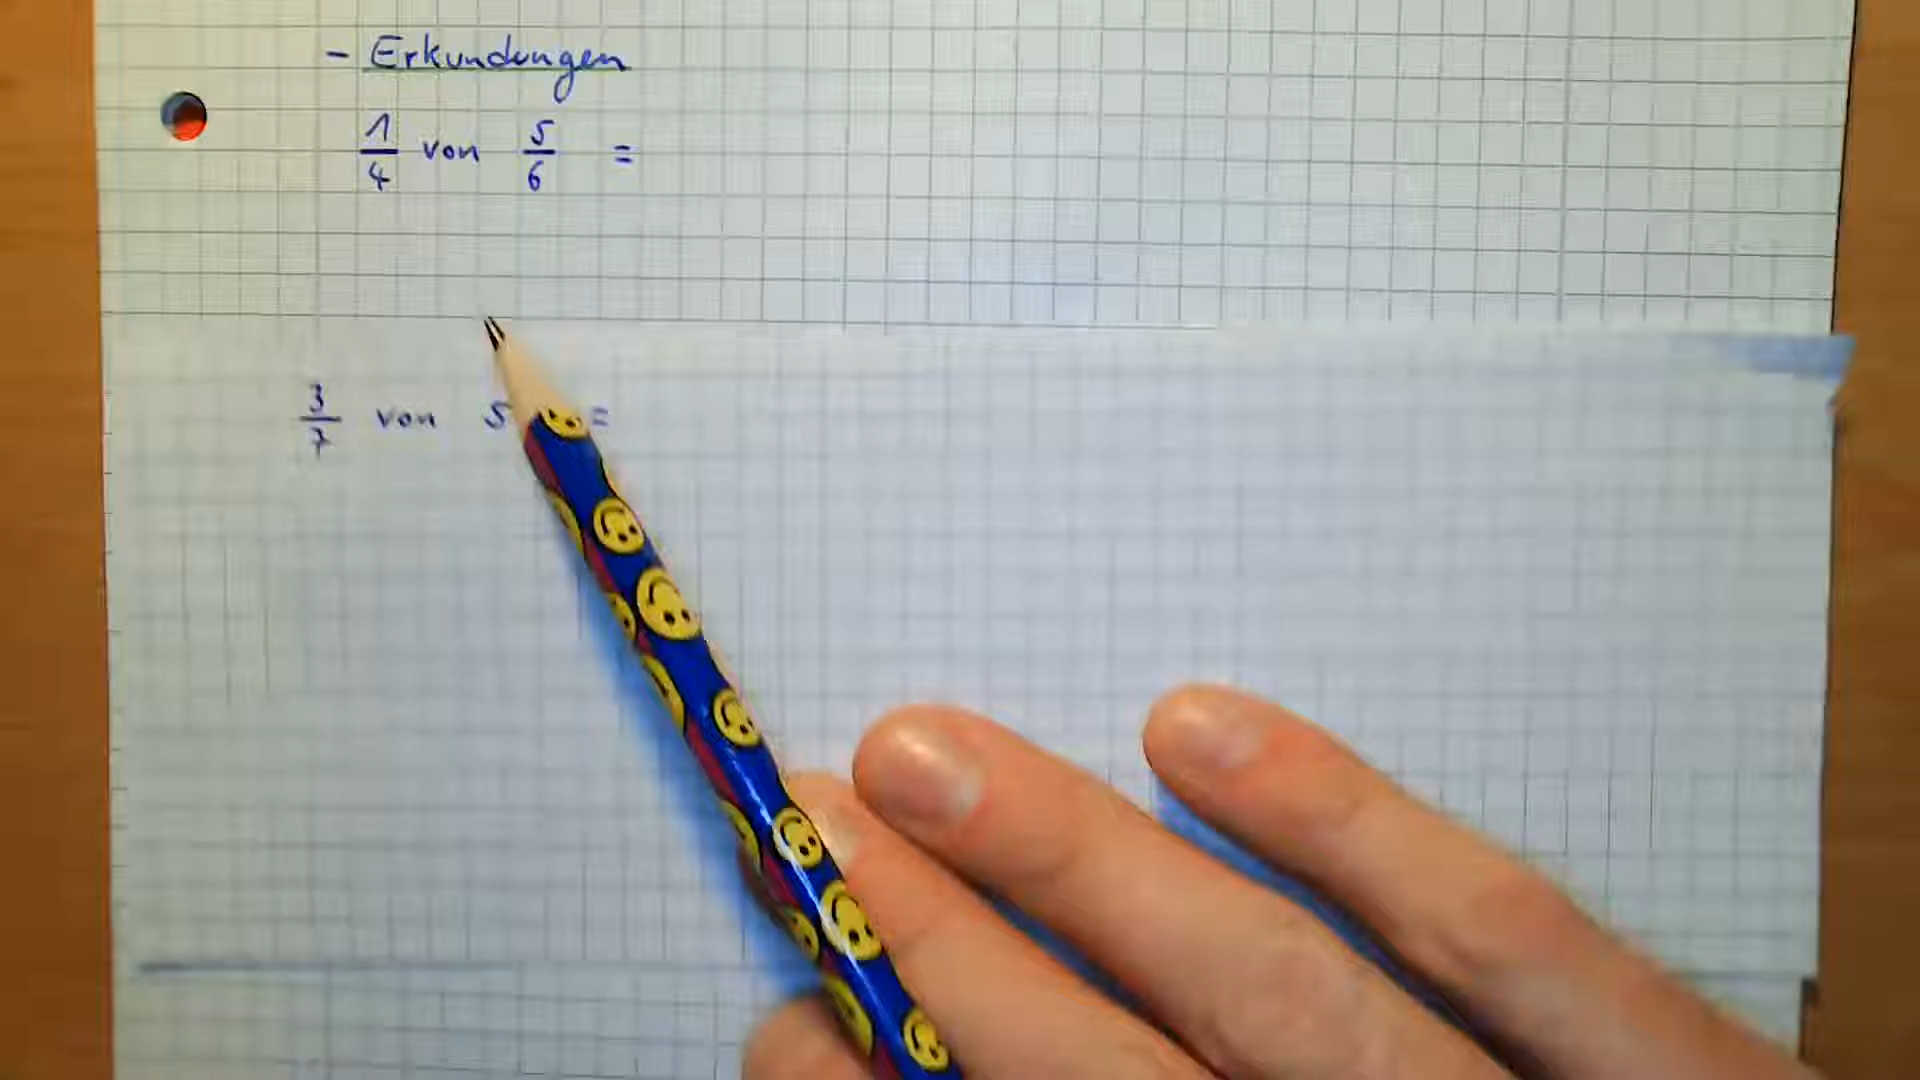 - Erkundungen
1/4 von 5/6 =
3/7 von 5 =